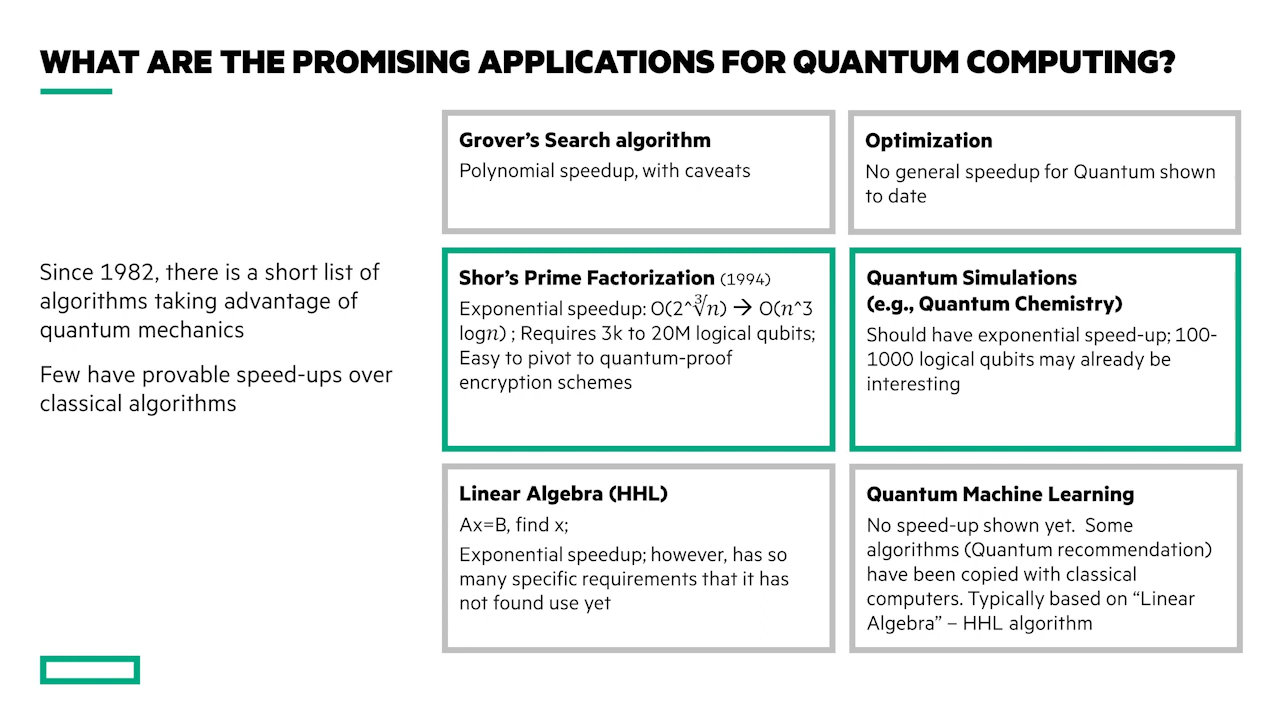 WHAT ARE THE PROMISING APPLICATIONS FOR QUANTUM COMPUTING?
Since 1982, there is a short list of
algorithms taking advantage of
quantum mechanics
Few have provable speed-ups over
classical algorithms
Grover’s Search algorithm
Polynomial speedup, with caveats
Optimization
No general speedup for Quantum shown
to date
Shor’s Prime Factorization (1994)
Exponential speedup: O(2^∛n) → O(n^3
logn) ; Requires 3k to 20M logical qubits;
Easy to pivot to quantum-proof
encryption schemes
Quantum Simulations
(e.g., Quantum Chemistry)
Should have exponential speed-up; 100-
1000 logical qubits may already be
interesting
Linear Algebra (HHL)
Ax=B, find x;
Exponential speedup; however, has so
many specific requirements that it has
not found use yet
Quantum Machine Learning
No speed-up shown yet.  Some
algorithms (Quantum recommendation)
have been copied with classical
computers. Typically based on “Linear
Algebra” – HHL algorithm